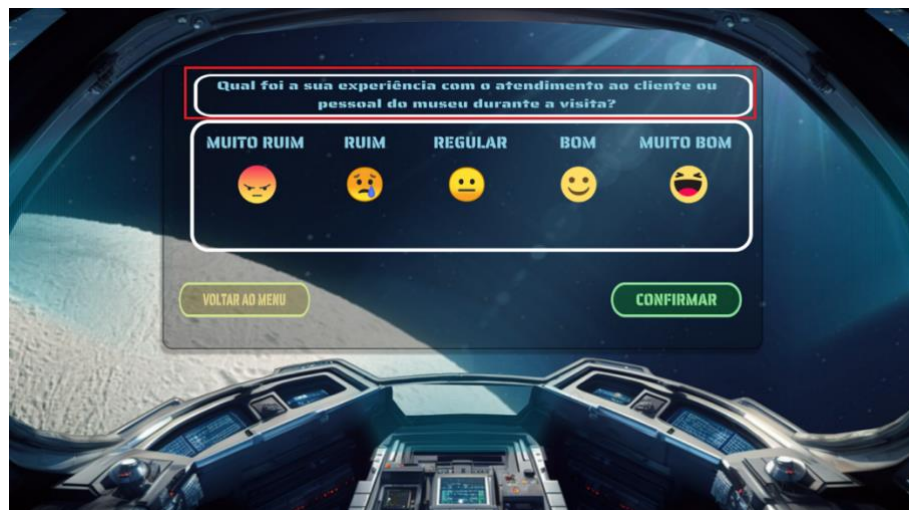 Qual foi a sua experiência com o atendimento ao cliente ou
pessoal do museu durante a visita?
MUITO RUIM RUIM REGULAR BOM MUITO BOM
VOLTAR AO MENU CONFIRMAR